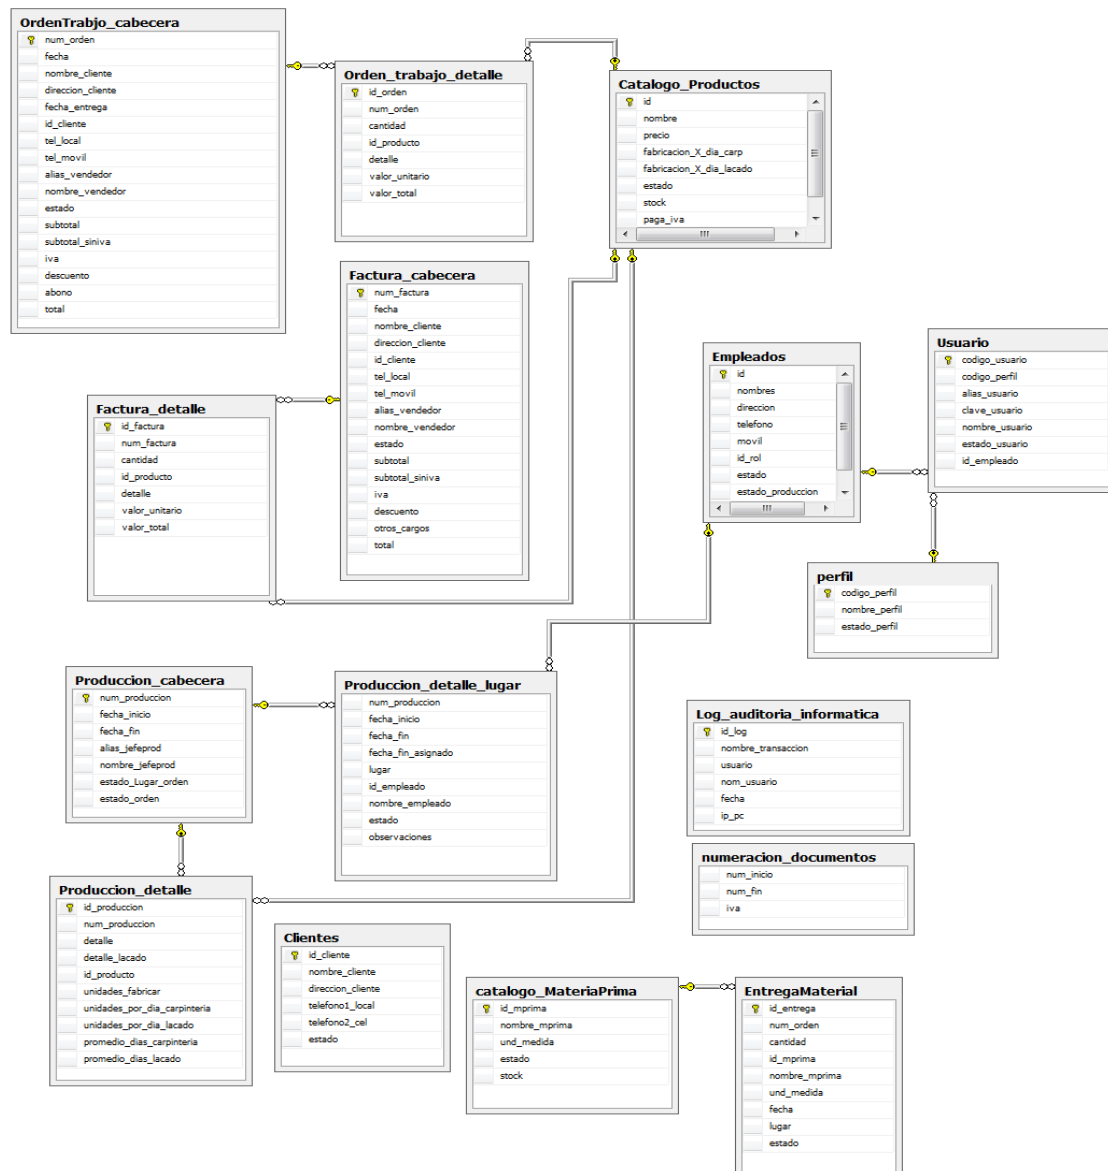 OrdenTrabjo_cabecera
num_orden
fecha
nombre_cliente
direccion_cliente
fecha_entrega
id_cliente
tel_local
tel_movil
alias_vendedor
nombre_vendedor
estado
subtotal
subtotal_siniva
iva
descuento
abono
total
Orden_trabajo_detalle
id_orden
num_orden
cantidad
id_producto
detalle
valor_unitario
valor_total
Catalogo_Productos
id
nombre
precio
fabricacion_X_dia_carp
fabricacion_X_dia_lacado
estado
stock
paga_iva
Factura_cabecera
num_factura
fecha
nombre_cliente
direccion_cliente
id_cliente
tel_local
tel_movil
alias_vendedor
nombre_vendedor
estado
subtotal
subtotal_siniva
iva
descuento
otros_cargos
total
Factura_detalle
id_factura
num_factura
cantidad
id_producto
detalle
valor_unitario
valor_total
Empleados
id
nombres
direccion
telefono
movil
id_rol
estado
estado_produccion
Usuario
codigo_usuario
codigo_perfil
alias_usuario
clave_usuario
nombre_usuario
estado_usuario
id_empleado
perfil
codigo_perfil
nombre_perfil
estado_perfil
Produccion_cabecera
num_produccion
fecha_inicio
fecha_fin
alias_jefeprod
nombre_jefeprod
estado_Lugar_orden
estado_orden
Produccion_detalle_lugar
num_produccion
fecha_inicio
fecha_fin
fecha_fin_asignado
lugar
id_empleado
nombre_empleado
estado
observaciones
Log_auditoria_informatica
id_log
nombre_transaccion
usuario
nom_usuario
fecha
ip_pc
numeracion_documentos
num_inicio
num_fin
iva
Produccion_detalle
id_produccion
num_produccion
detalle
detalle_lacado
id_producto
unidades_fabricar
unidades_por_dia_carpinteria
unidades_por_dia_lacado
promedio_dias_carpinteria
promedio_dias_lacado
Clientes
id_cliente
nombre_cliente
direccion_cliente
telefono1_local
telefono2_cel
estado
catalogo_MateriaPrima
id_mprima
nombre_mprima
und_medida
estado
stock
EntregaMaterial
id_entrega
num_orden
cantidad
id_mprima
nombre_mprima
und_medida
fecha
lugar
estado